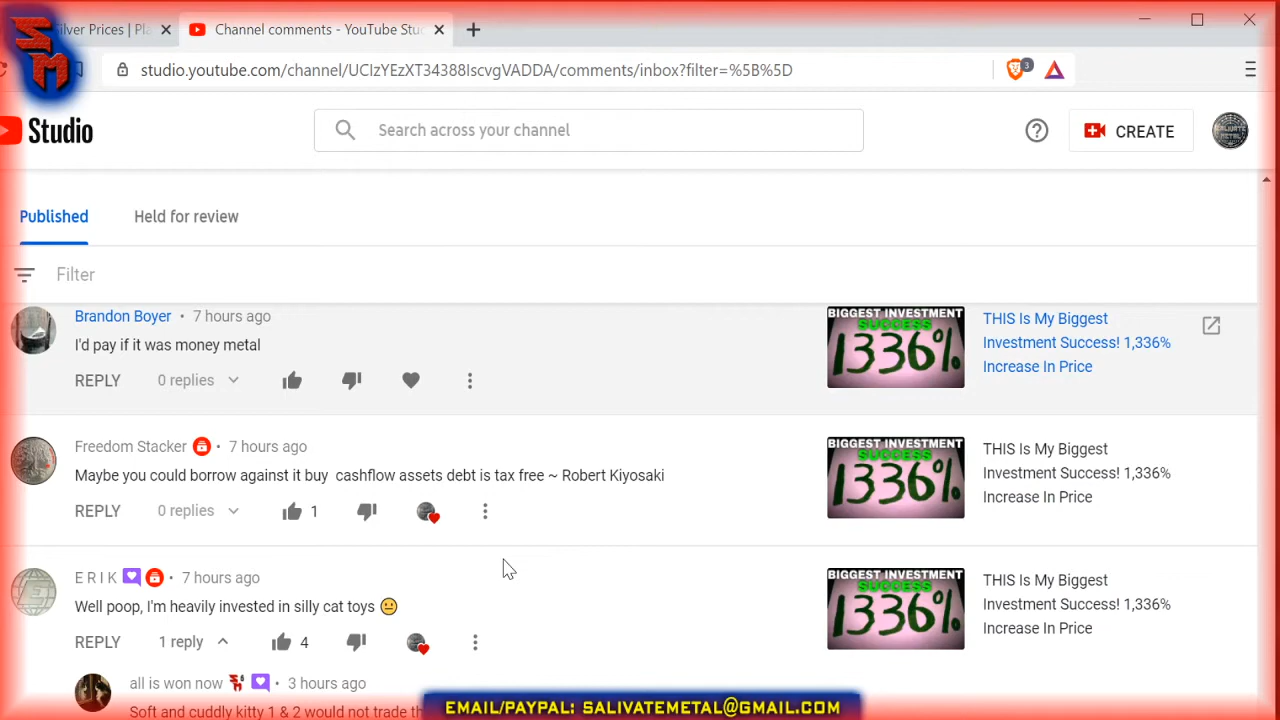 SM
ilver Prices | Pla
Channel comments - YouTube Stu
studio.youtube.com/channel/UCIzYEzXT34388IscvgVADDA/comments/inbox?filter=%5B%5D
3
Studio
Search across your channel
CREATE
Published
Held for review
Filter
Brandon Boyer • 7 hours ago
I'd pay if it was money metal
REPLY 0 replies
BIGGEST INVESTMENT
SUCCESS
1336%
THIS Is My Biggest
Investment Success! 1,336%
Increase In Price
Freedom Stacker • 7 hours ago
Maybe you could borrow against it buy cashflow assets debt is tax free ~ Robert Kiyosaki
REPLY 0 replies 1
BIGGEST INVESTMENT
SUCCESS
1336%
THIS Is My Biggest
Investment Success! 1,336%
Increase In Price
E R I K • 7 hours ago
Well poop, I'm heavily invested in silly cat toys 😐
REPLY 1 reply 4
BIGGEST INVESTMENT
SUCCESS
1336%
THIS Is My Biggest
Investment Success! 1,336%
Increase In Price
all is won now • 3 hours ago
Soft and cuddly kitty 1 & 2 would not trade th
EMAIL/PAYPAL: SALIVATEMETAL@GMAIL.COM